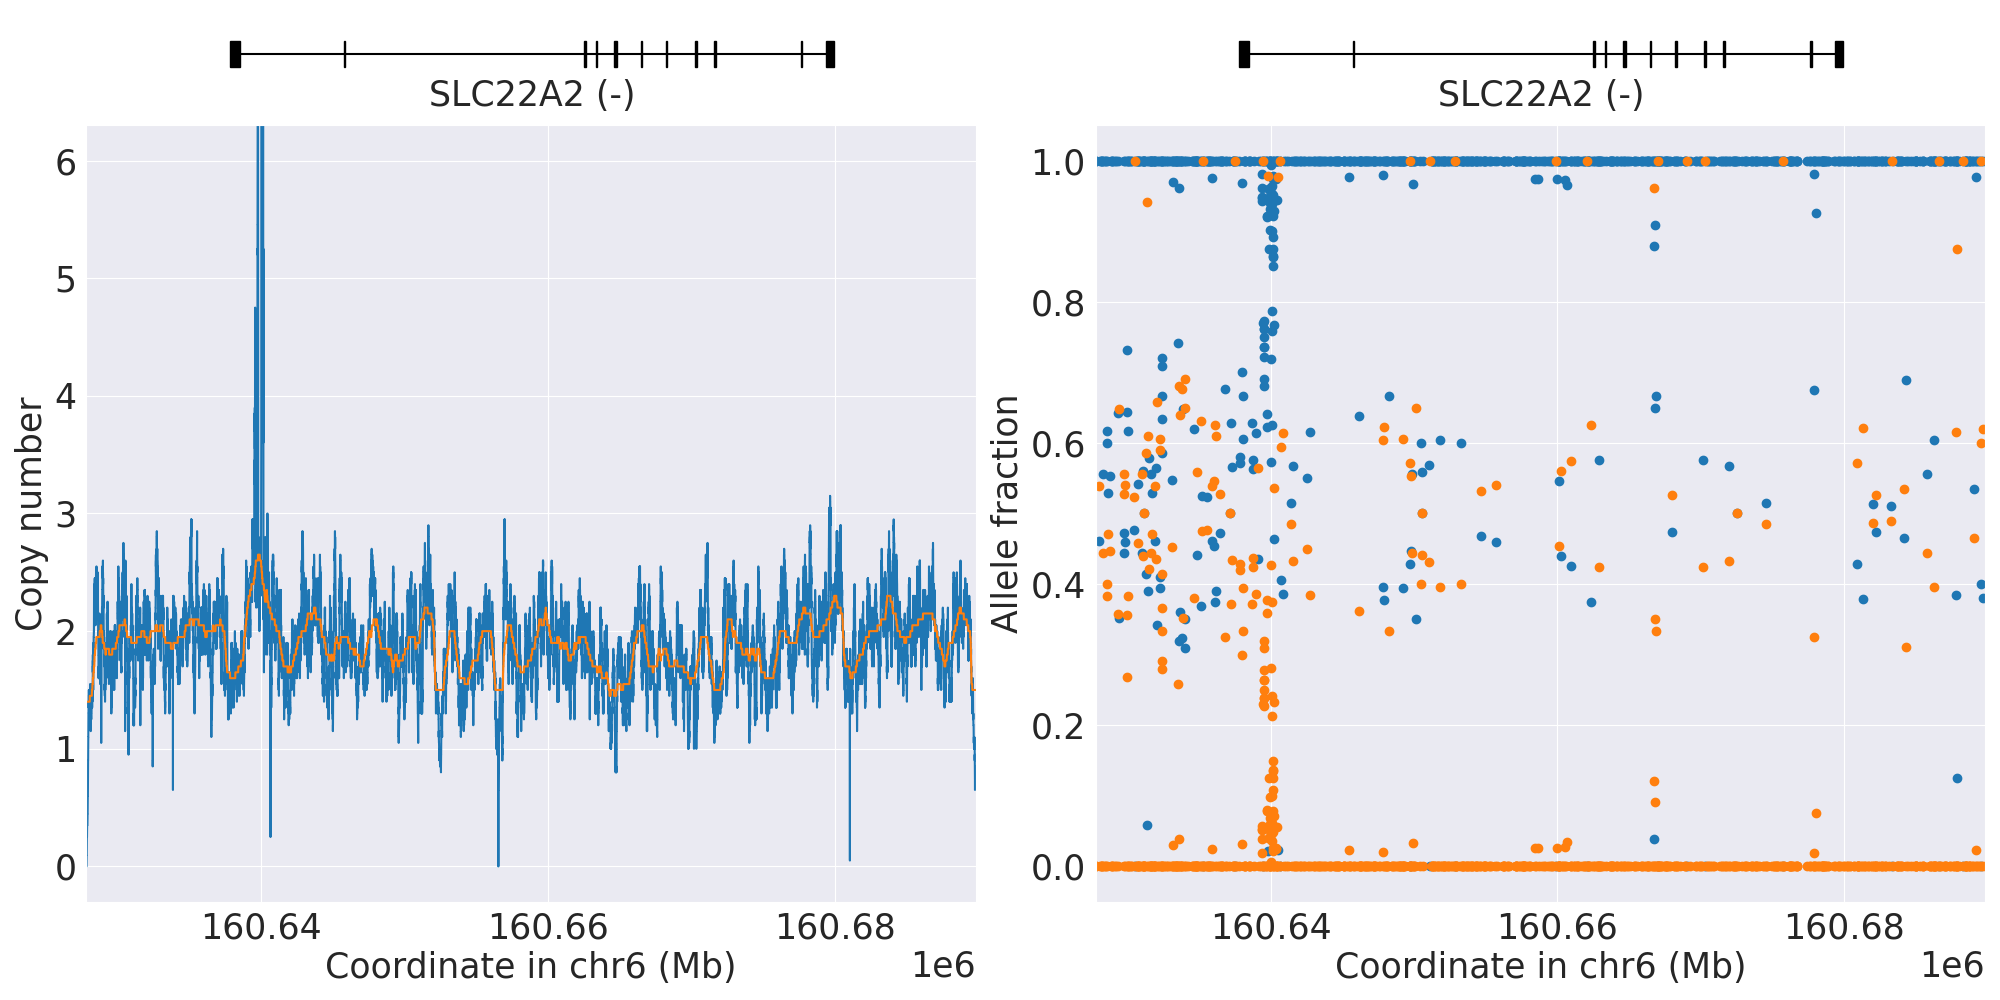 SLC22A2 (-)
6
5
4
3
2
1
0
Copy number
160.64
160.66
160.68
Coordinate in chr6 (Mb)
1e6
SLC22A2 (-)
1.0
0.8
0.6
0.4
0.2
0.0
Allele fraction
160.64
160.66
160.68
Coordinate in chr6 (Mb)
1e6